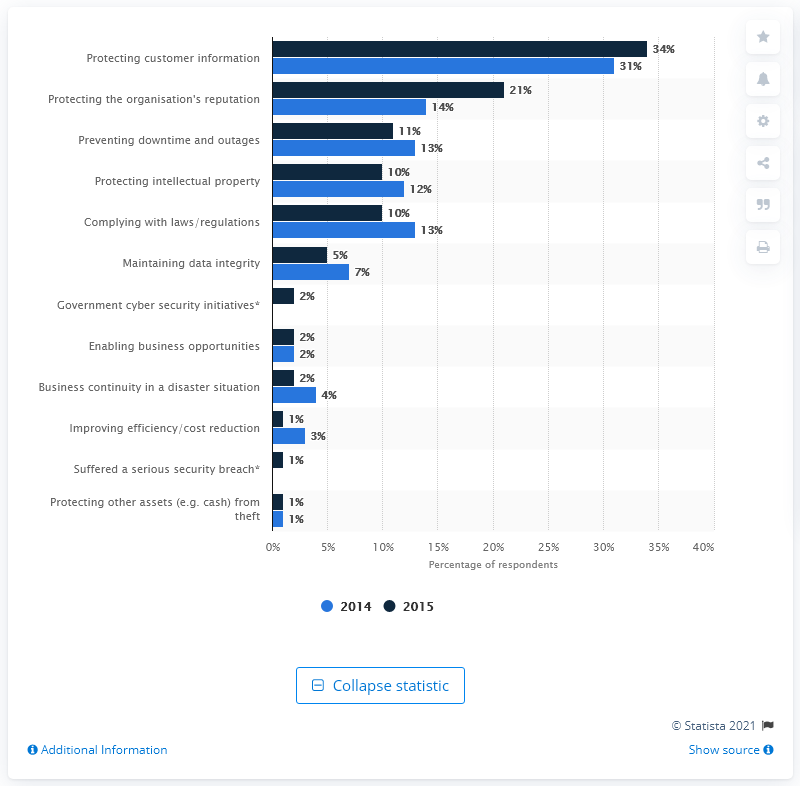 Protecting customer information
34%
31%
Protecting the organisation's reputation
21%
14%
Preventing downtime and outages
11%
13%
Protecting intellectual property
10%
12%
Complying with laws/regulations
10%
13%
Maintaining data integrity
5%
7%
Government cyber security initiatives*
2%
Enabling business opportunities
2%
2%
Business continuity in a disaster situation
2%
4%
Improving efficiency/cost reduction
1%
3%
Suffered a serious security breach*
1%
Protecting other assets (e.g. cash) from
theft
1%
1%
0% 5% 10% 15% 20% 25% 30% 35% 40%
Percentage of respondents
2014 2015
Collapse statistic
© Statista 2021
Additional Information
Show source